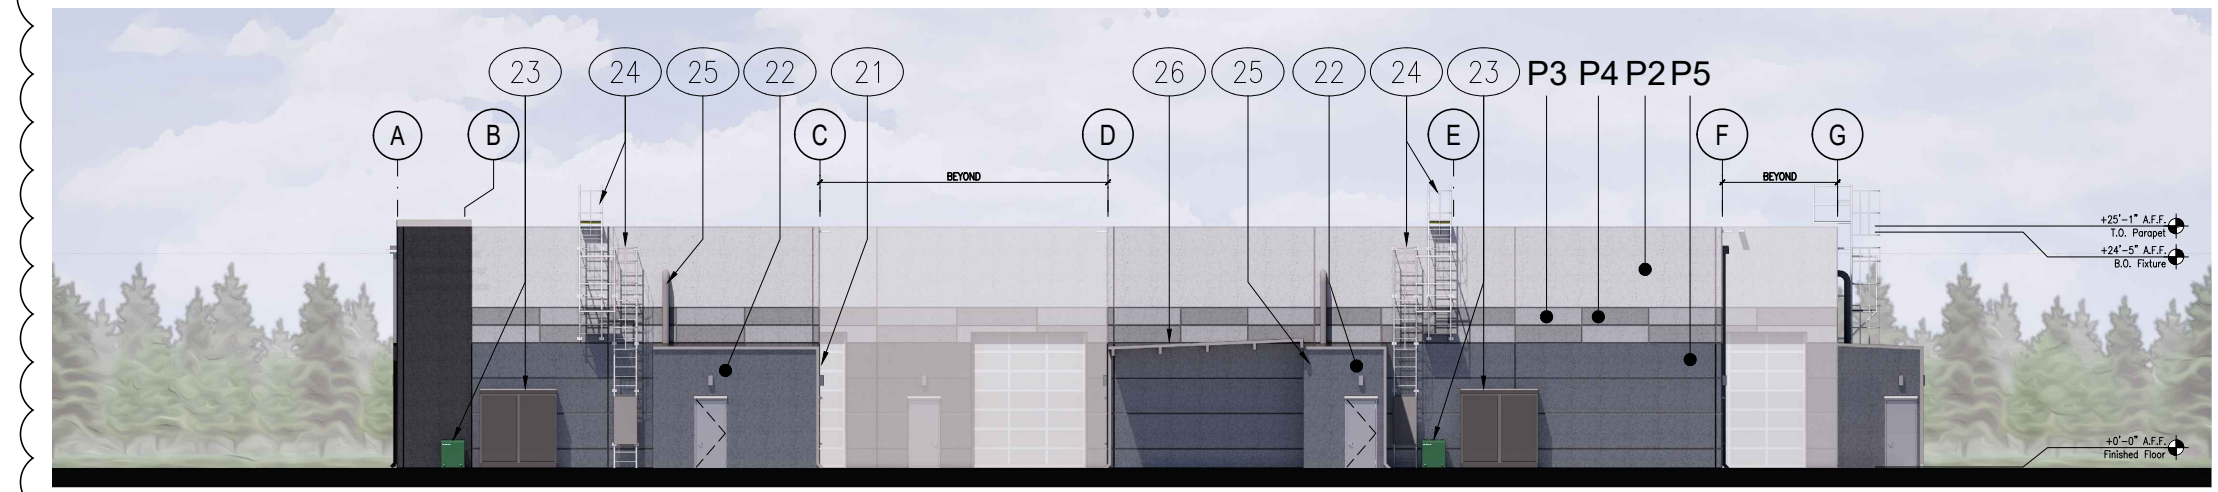 23 24 25 22 21 26 25 22 24 23 P3 P4 P2 P5
A B C D E F G
BEYOND BEYOND
+25'-1" A.F.F.
T.O. Parapet
+24'-5" A.F.F.
B.O. Fixture
+0'-0" A.F.F.
Finished Floor